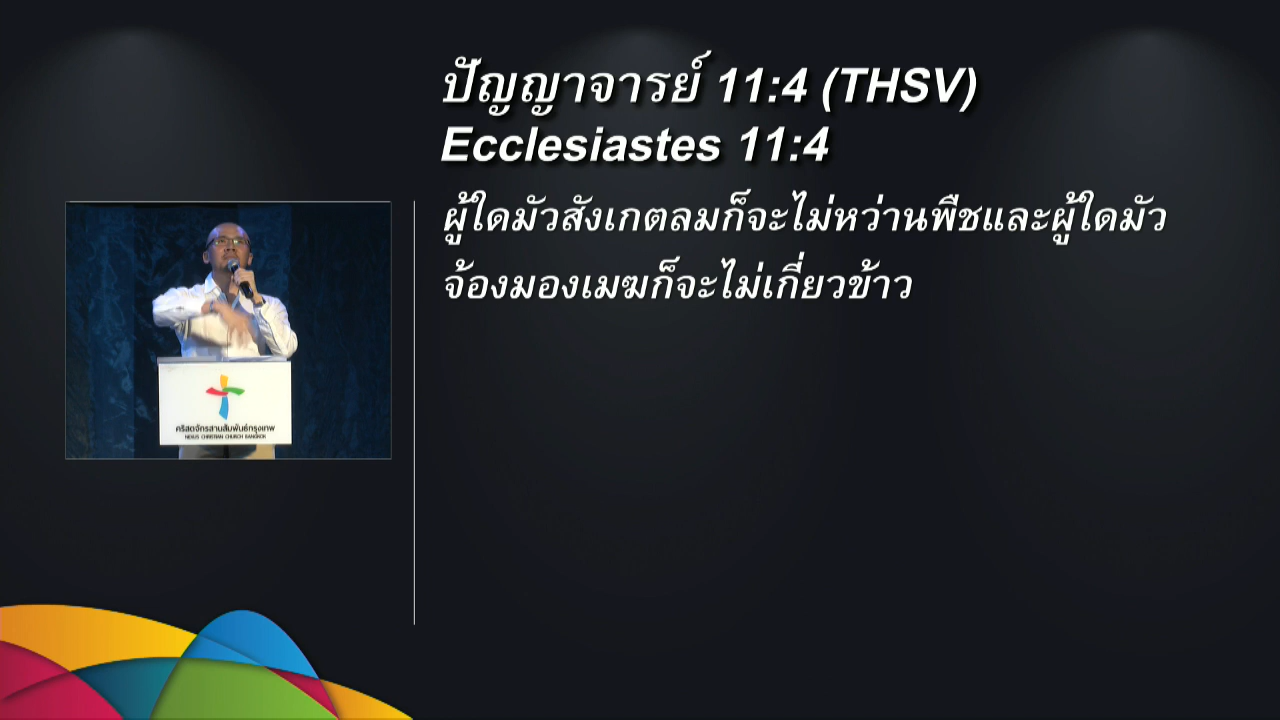 ปัญญาจารย์ 11:4 (THSV)
Ecclesiastes 11:4
ผู้ใดมัวสังเกตลมก็จะไม่หว่านพืชและผู้ใดมัว
จ้องมองเมฆก็จะไม่เกี่ยวข้าว
คริสตจักรสานสัมพันธ์กรุงเทพ
NEXUS CHRISTIAN CHURCH BANGKOK